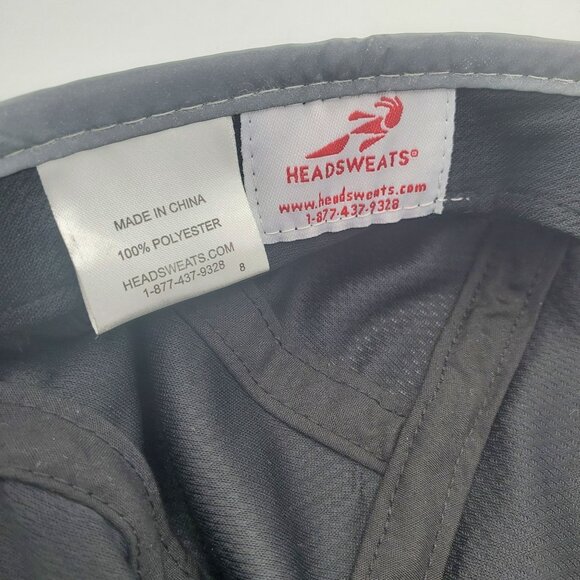 MADE IN CHINA
100% POLYESTER
HEADSWEATS.COM
1-877-437-9328 8
HEADSWEATS®
www.headsweats.com
1-877-437-9328